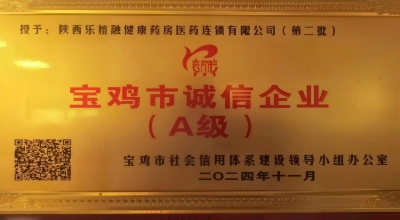 授予：陕西乐榕融健康药房医药连锁有限公司（第二批）
诚信
宝鸡市诚信企业
（A级）
宝鸡市社会信用体系建设领导小组办公室
二〇二四年十一月